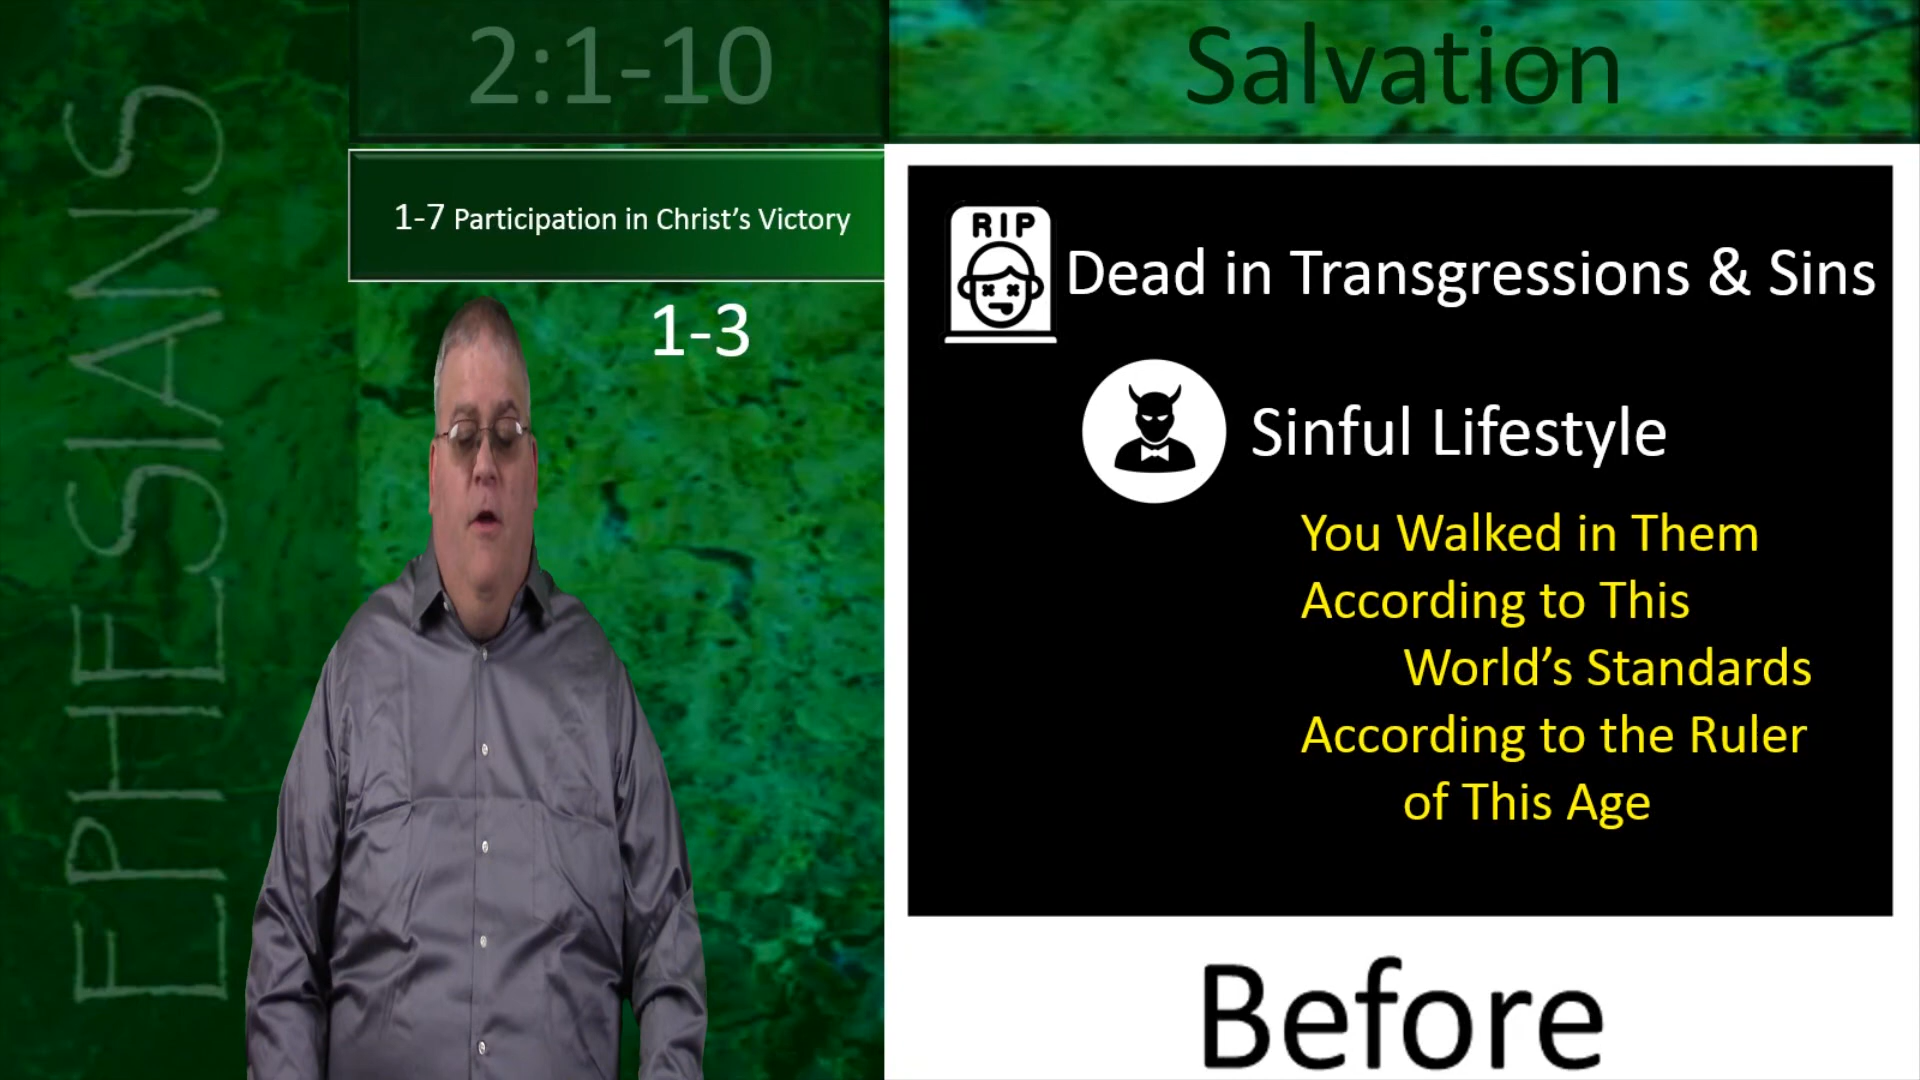 EPHESIANS
2:1-10
Salvation
1-7 Participation in Christ’s Victory
1-3
RIP
Dead in Transgressions & Sins
Sinful Lifestyle
You Walked in Them
According to This
World’s Standards
According to the Ruler
of This Age
Before